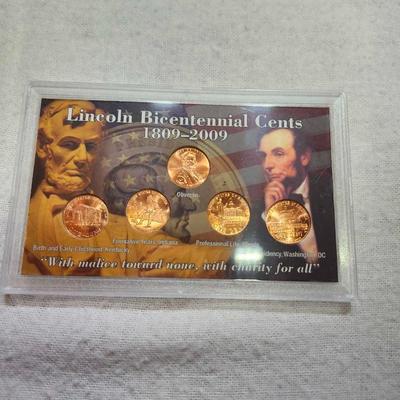 Lincoln Bicentennial Cents
1809-2009
Obverse
Formative Years, Indiana
Professional Life, Illinois
Birth and Early Childhood, Kentucky
Presidency, Washington DC
"With malice toward none, with charity for all"